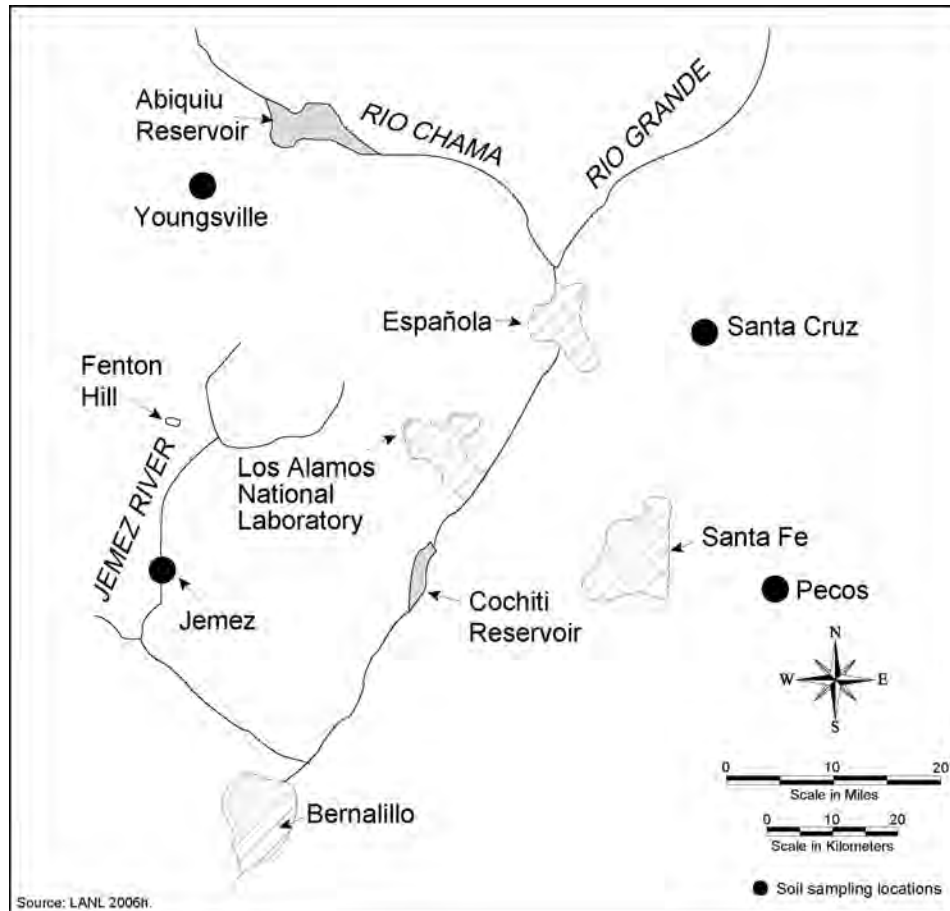 Abiquiu
Reservoir
RIO CHAMA
RIO GRANDE
Youngsville
Española
Santa Cruz
Fenton
Hill
JEMEZ RIVER
Los Alamos
National
Laboratory
Santa Fe
Jemez
Cochiti
Reservoir
Pecos
N
W
E
S
0
10
20
Scale in Miles
0
10
20
Scale in Kilometers
Bernalillo
Soil sampling locations
Source: LANL 2006h.